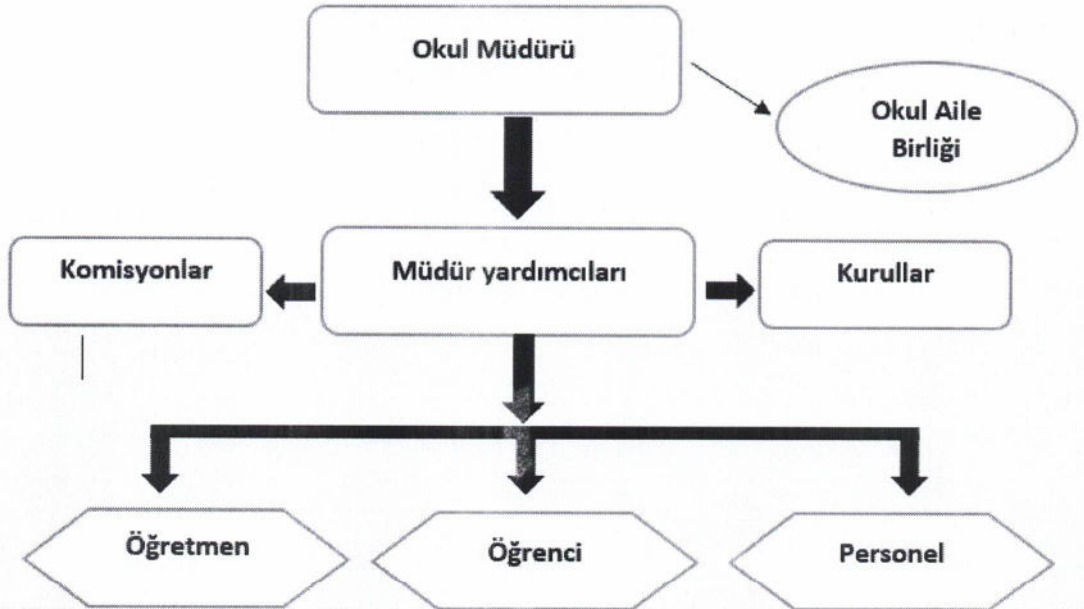 Okul Müdürü
Okul Aile
Birliği
Komisyonlar
Müdür yardımcıları
Kurullar
Öğretmen
Öğrenci
Personel